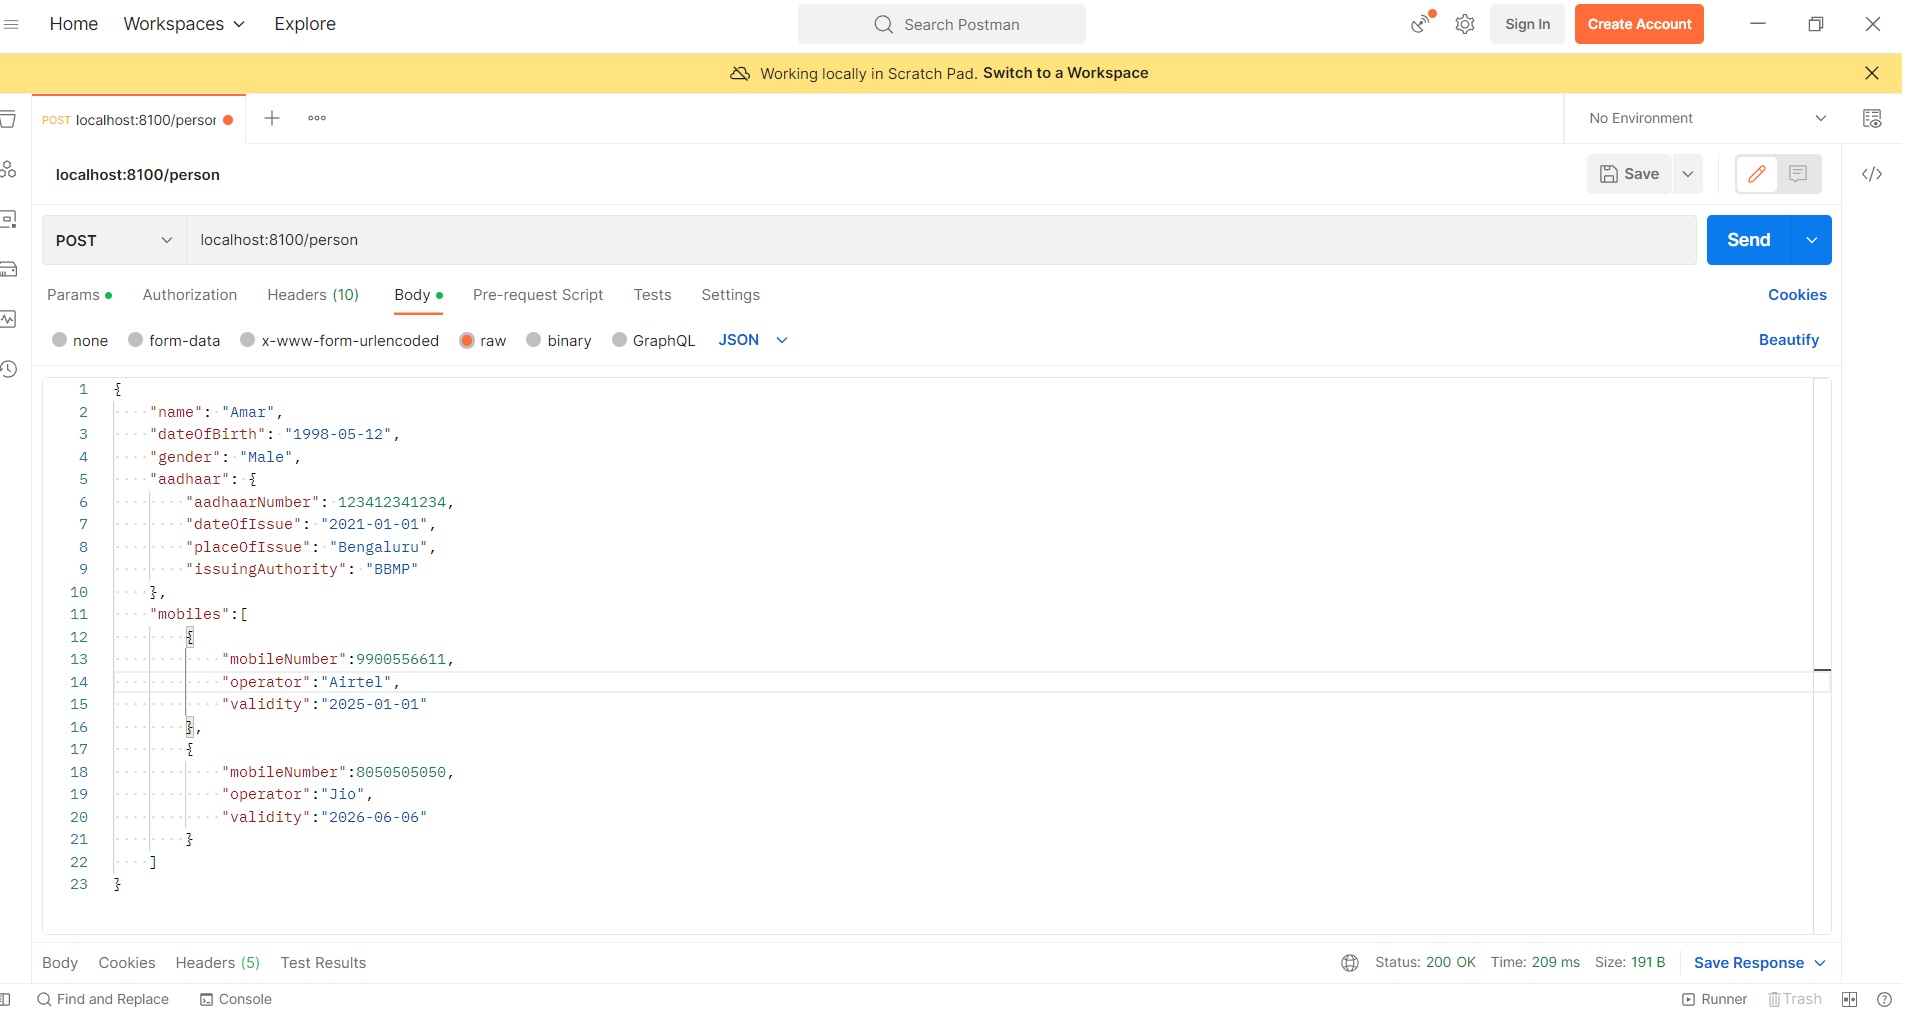 Home Workspaces Explore Search Postman Sign In Create Account
Working locally in Scratch Pad. Switch to a Workspace
POST localhost:8100/person No Environment
localhost:8100/person Save
POST localhost:8100/person Send
Params Authorization Headers (10) Body Pre-request Script Tests Settings Cookies
none form-data x-www-form-urlencoded raw binary GraphQL JSON Beautify
1 {
2 "name": "Amar",
3 "dateOfBirth": "1998-05-12",
4 "gender": "Male",
5 "aadhaar": {
6 "aadhaarNumber": 123412341234,
7 "dateOfIssue": "2021-01-01",
8 "placeOfIssue": "Bengaluru",
9 "issuingAuthority": "BBMP"
10 },
11 "mobiles":[
12 {
13 "mobileNumber":9900556611,
14 "operator":"Airtel",
15 "validity":"2025-01-01"
16 },
17 {
18 "mobileNumber":8050505050,
19 "operator":"Jio",
20 "validity":"2026-06-06"
21 }
22 ]
23 }
Body Cookies Headers (5) Test Results Status: 200 OK Time: 209 ms Size: 191 B Save Response
Find and Replace Console Runner Trash